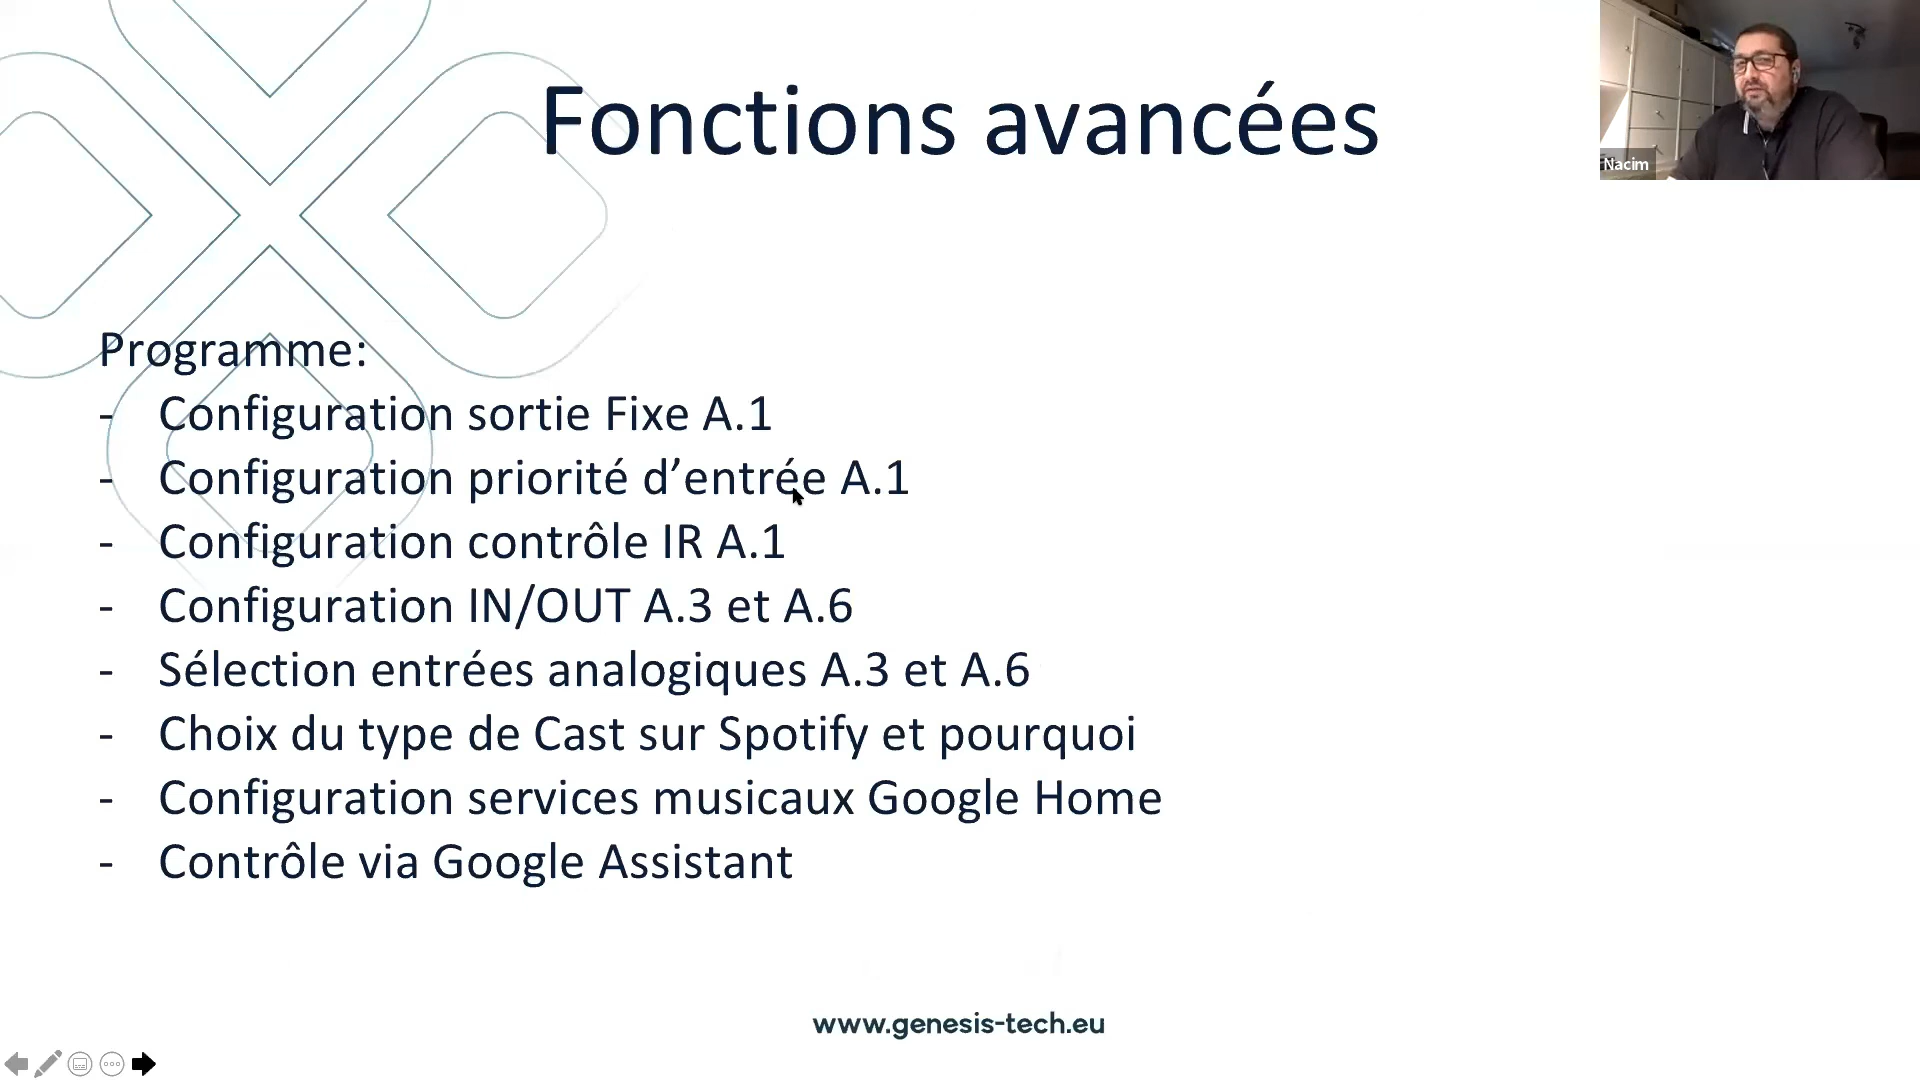 Fonctions avancées
Nacim
Programme:
- Configuration sortie Fixe A.1
- Configuration priorité d’entrée A.1
- Configuration contrôle IR A.1
- Configuration IN/OUT A.3 et A.6
- Sélection entrées analogiques A.3 et A.6
- Choix du type de Cast sur Spotify et pourquoi
- Configuration services musicaux Google Home
- Contrôle via Google Assistant
www.genesis-tech.eu